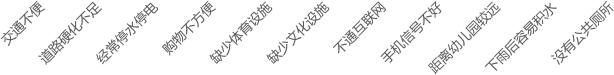 交通不便
道路硬化不足
经常停水停电
购物不方便
缺少体育设施
缺少文化设施
不通互联网
手机信号不好
距离幼儿园较远
下雨后容易积水
没有公共厕所